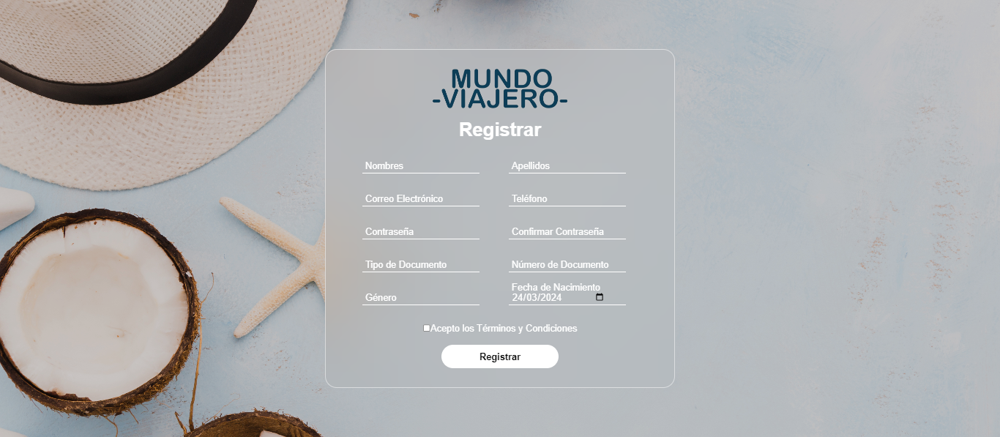 MUNDO
-VIAJERO-
Registrar
Nombres
Apellidos
Correo Electrónico
Teléfono
Contraseña
Confirmar Contraseña
Tipo de Documento
Número de Documento
Género
Fecha de Nacimiento
24/03/2024
Acepto los Términos y Condiciones
Registrar